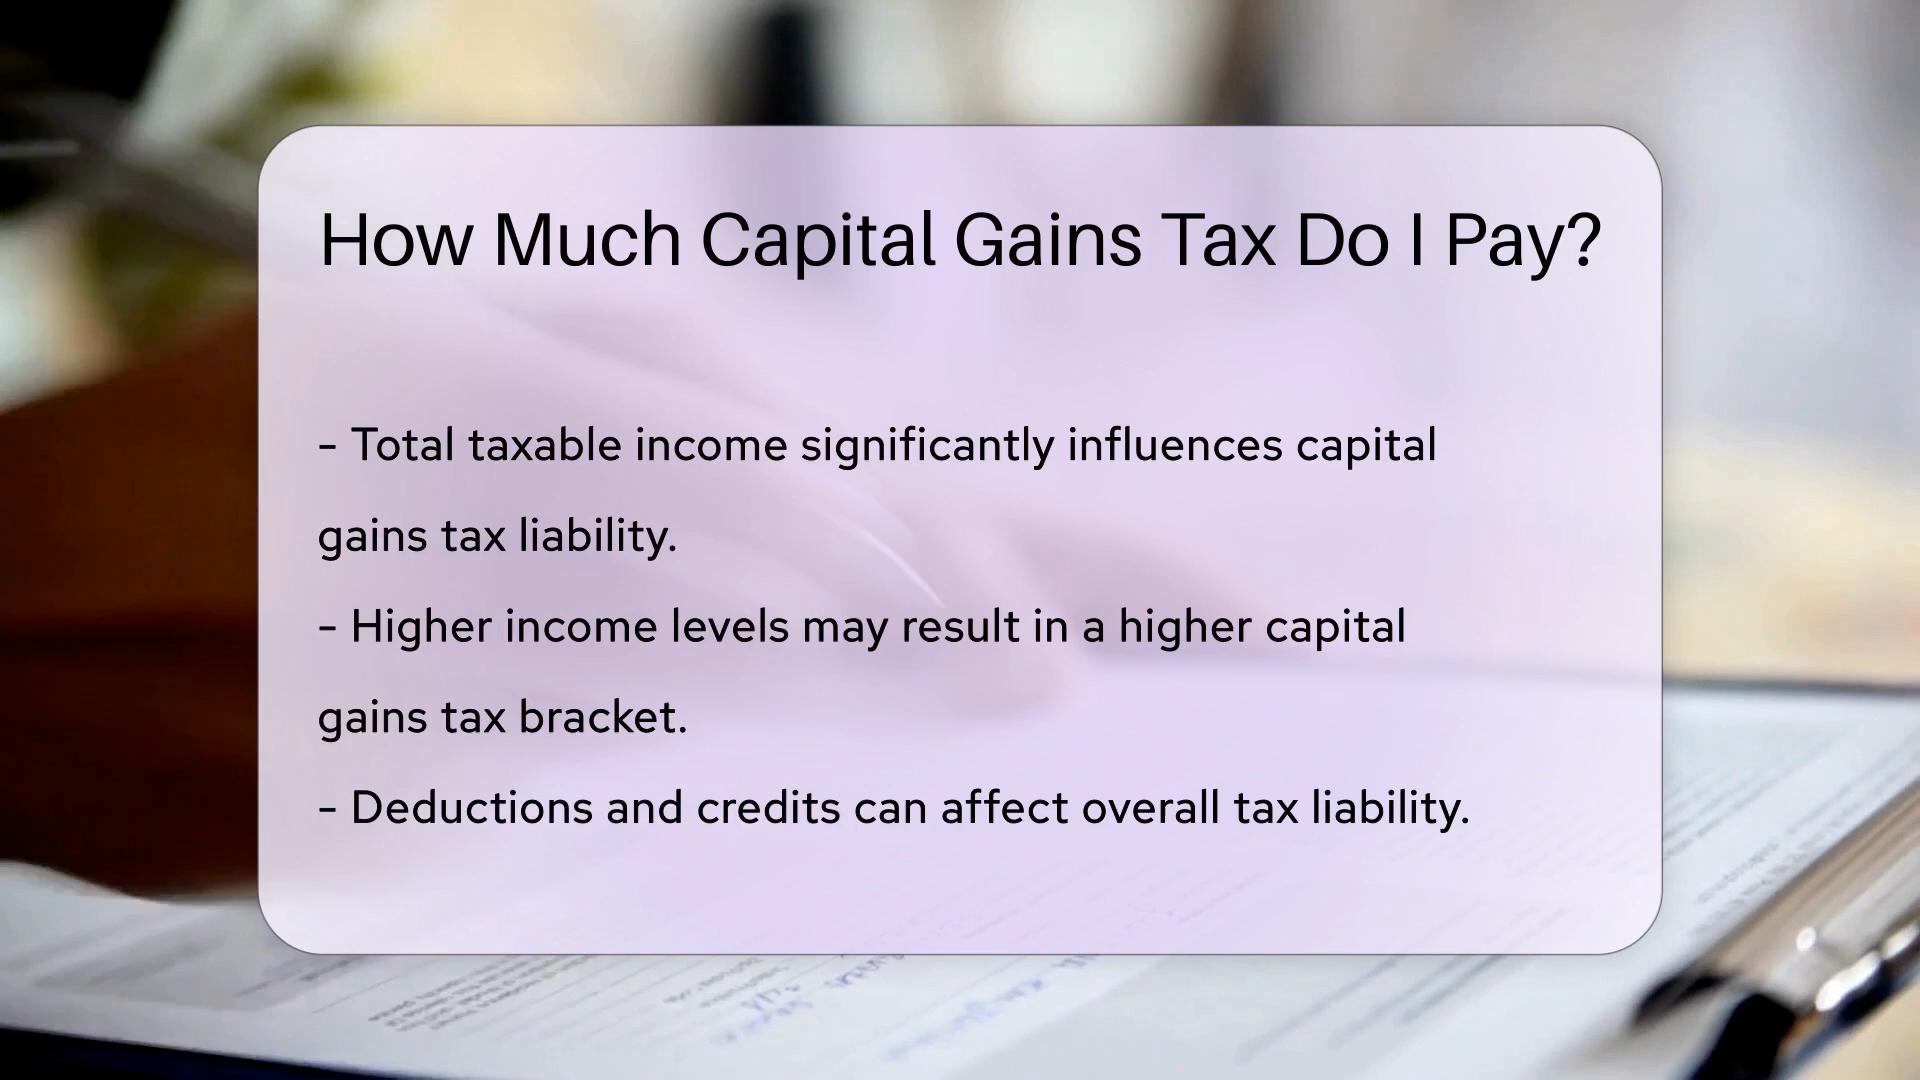 How Much Capital Gains Tax Do I Pay?
- Total taxable income significantly influences capital
gains tax liability.
- Higher income levels may result in a higher capital
gains tax bracket.
- Deductions and credits can affect overall tax liability.